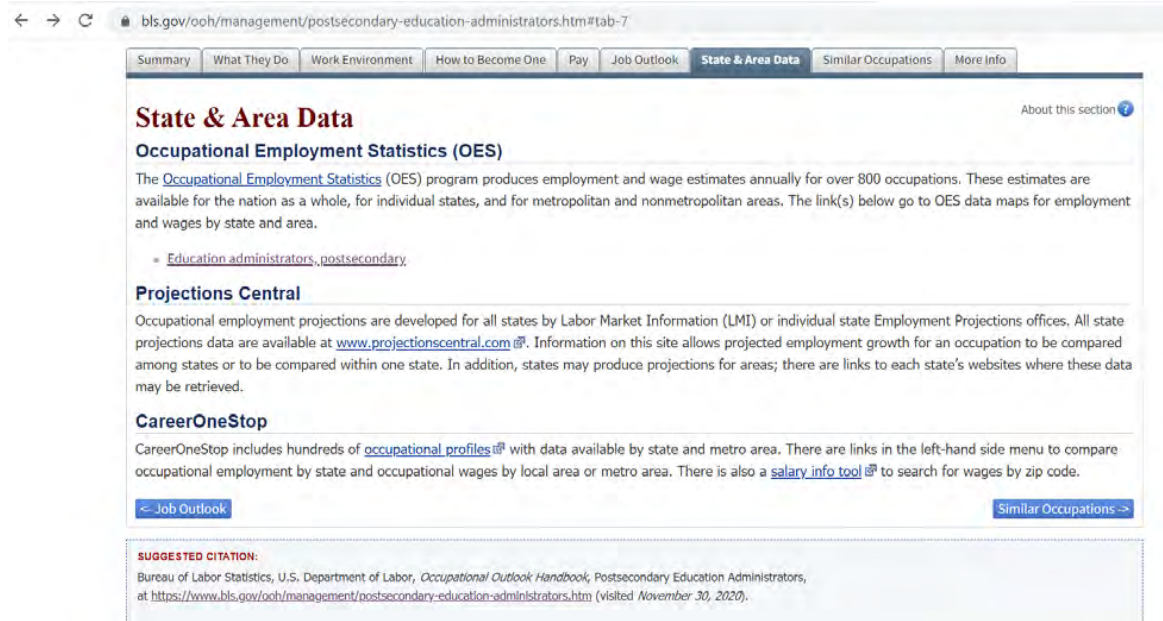 bls.gov/ooh/management/postsecondary-education-administrators.htm#tab-7
Summary What They Do Work Environment How to Become One Pay Job Outlook State & Area Data Similar Occupations More Info
About this section ?
State & Area Data
Occupational Employment Statistics (OES)
The Occupational Employment Statistics (OES) program produces employment and wage estimates annually for over 800 occupations. These estimates are
available for the nation as a whole, for individual states, and for metropolitan and nonmetropolitan areas. The link(s) below go to OES data maps for employment
and wages by state and area.
Education administrators, postsecondary
Projections Central
Occupational employment projections are developed for all states by Labor Market Information (LMI) or individual state Employment Projections offices. All state
projections data are available at www.projectionscentral.com. Information on this site allows projected employment growth for an occupation to be compared
among states or to be compared within one state. In addition, states may produce projections for areas; there are links to each state's websites where these data
may be retrieved.
CareerOneStop
CareerOneStop includes hundreds of occupational profiles with data available by state and metro area. There are links in the left-hand side menu to compare
occupational employment by state and occupational wages by local area or metro area. There is also a salary info tool to search for wages by zip code.
<- Job Outlook
Similar Occupations ->
SUGGESTED CITATION:
Bureau of Labor Statistics, U.S. Department of Labor, Occupational Outlook Handbook, Postsecondary Education Administrators,
at https://www.bls.gov/ooh/management/postsecondary-education-administrators.htm (visited November 30, 2020).